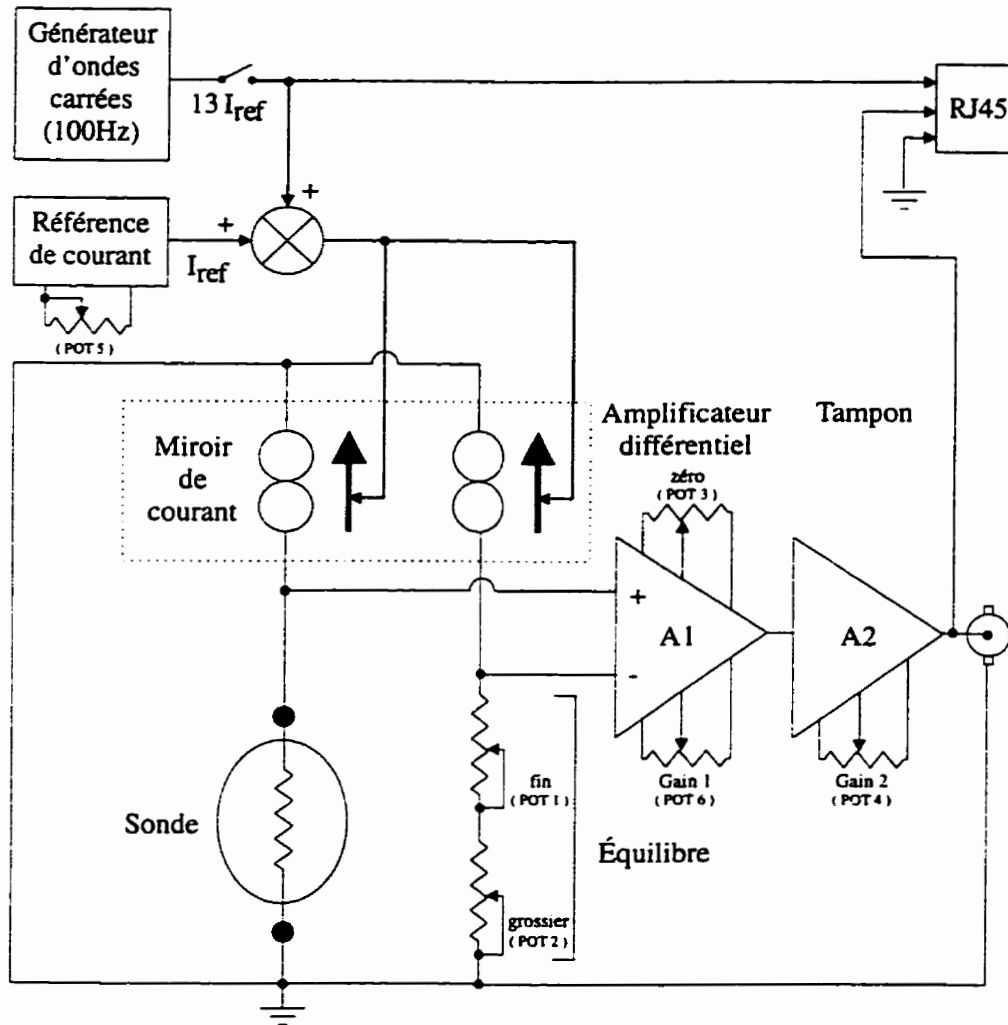 Générateur
d'ondes
carrées
(100Hz)
13 Iref
RJ45
+
Référence
de courant
+
Iref
( POT 5 )
Miroir
de
courant
Amplificateur
différentiel
zéro
( POT 3 )
Tampon
+
A1
-
A2
Gain 1
( POT 6 )
Gain 2
( POT 4 )
fin
( POT 1 )
Sonde
Équilibre
grossier
( POT 2 )